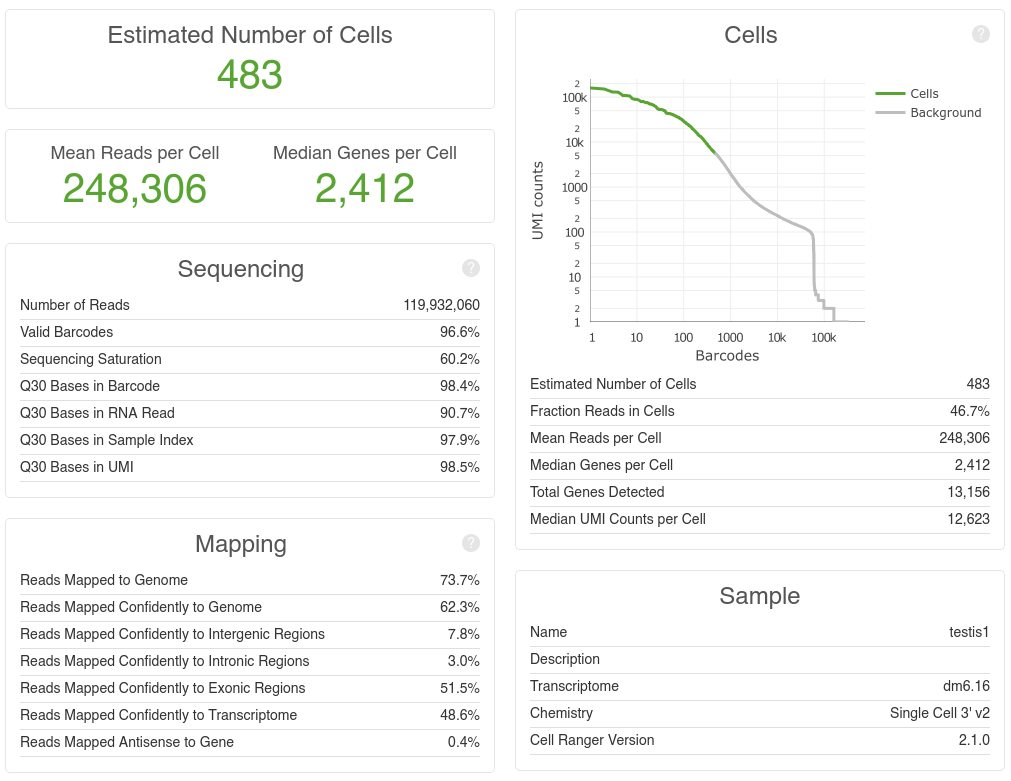 Estimated Number of Cells
483
Mean Reads per Cell
248,306
Median Genes per Cell
2,412
Sequencing
?
Number of Reads 119,932,060
Valid Barcodes 96.6%
Sequencing Saturation 60.2%
Q30 Bases in Barcode 98.4%
Q30 Bases in RNA Read 90.7%
Q30 Bases in Sample Index 97.9%
Q30 Bases in UMI 98.5%
Mapping
?
Reads Mapped to Genome 73.7%
Reads Mapped Confidently to Genome 62.3%
Reads Mapped Confidently to Intergenic Regions 7.8%
Reads Mapped Confidently to Intronic Regions 3.0%
Reads Mapped Confidently to Exonic Regions 51.5%
Reads Mapped Confidently to Transcriptome 48.6%
Reads Mapped Antisense to Gene 0.4%
Cells
?
UMI counts
2
100k
5
2
10k
5
2
1000
5
2
100
5
2
10
5
2
1
1 10 100 1000 10k 100k
Barcodes
Cells
Background
Estimated Number of Cells 483
Fraction Reads in Cells 46.7%
Mean Reads per Cell 248,306
Median Genes per Cell 2,412
Total Genes Detected 13,156
Median UMI Counts per Cell 12,623
Sample
Name testis1
Description
Transcriptome dm6.16
Chemistry Single Cell 3' v2
Cell Ranger Version 2.1.0